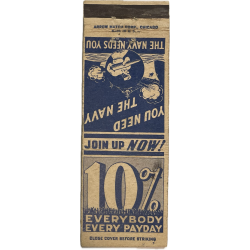 THE NAVY NEEDS YOU
YOU NEED
THE NAVY
JOIN UP NOW!
10%
EVERYBODY
EVERY PAYDAY
CLOSE COVER BEFORE STRIKING